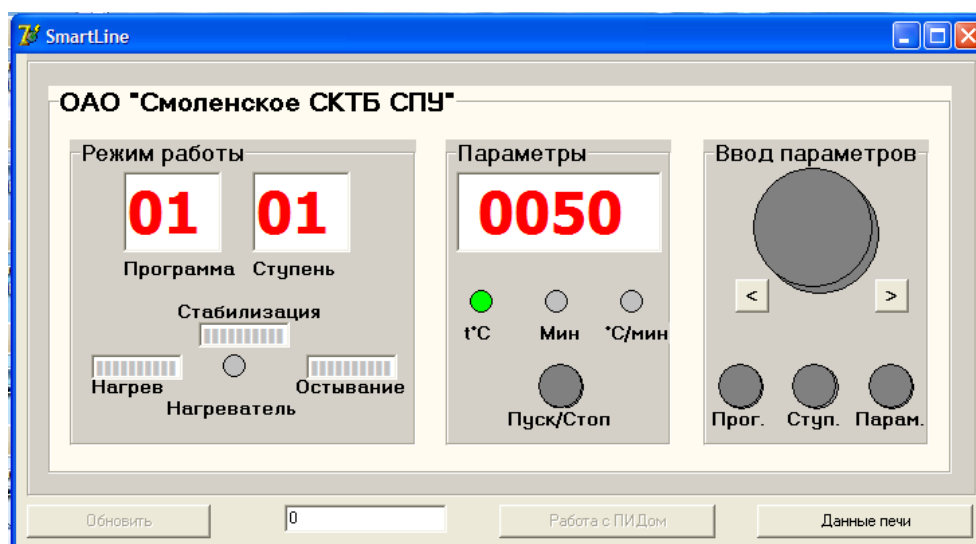 SmartLine
ОАО "Смоленское СКТБ СПУ"
Режим работы
01 01
Программа Ступень
Стабилизация
Нагрев
Остывание
Нагреватель
Параметры
0050
t°C Мин °C/мин
Пуск/Стоп
Ввод параметров
< >
Прог. Ступ. Парам.
Обновить
0
Работа с ПИДом
Данные печи